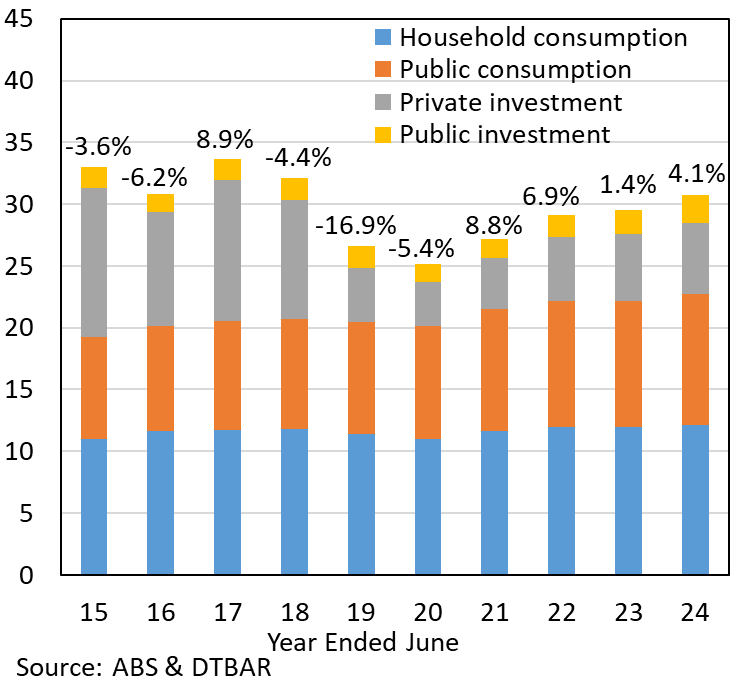 45
40
35
30
25
20
15
10
5
0
Household consumption
Public consumption
Private investment
Public investment
-3.6%
-6.2%
8.9%
-4.4%
-16.9%
-5.4%
8.8%
6.9%
1.4%
4.1%
15 16 17 18 19 20 21 22 23 24
Year Ended June
Source: ABS & DTBAR